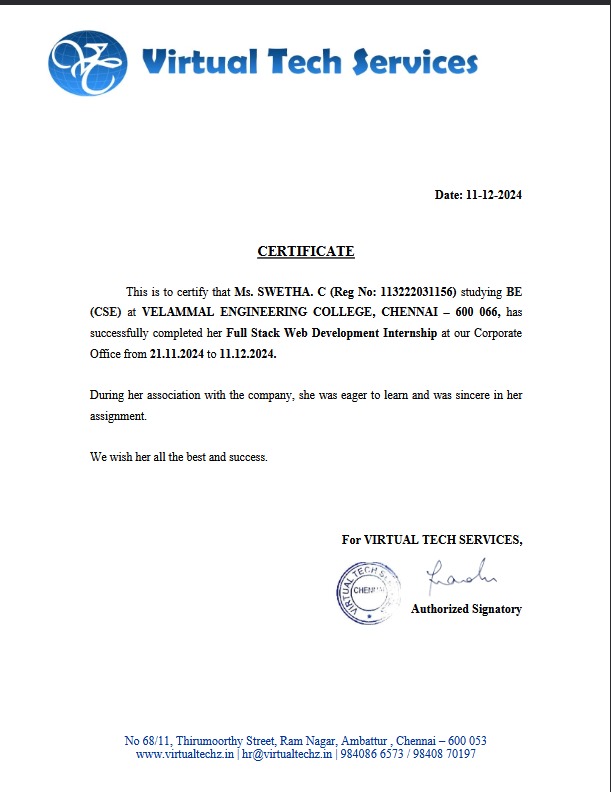 Virtual Tech Services
Date: 11-12-2024
CERTIFICATE
This is to certify that Ms. SWETHA. C (Reg No: 113222031156) studying BE
(CSE) at VELAMMAL ENGINEERING COLLEGE, CHENNAI – 600 066, has
successfully completed her Full Stack Web Development Internship at our Corporate
Office from 21.11.2024 to 11.12.2024.
During her association with the company, she was eager to learn and was sincere in her
assignment.
We wish her all the best and success.
For VIRTUAL TECH SERVICES,
VIRTUAL TECH
Authorized Signatory
No 68/11, Thirumoorthy Street, Ram Nagar, Ambattur , Chennai – 600 053
www.virtualtechz.in | hr@virtualtechz.in | 984086 6573 / 98408 70197